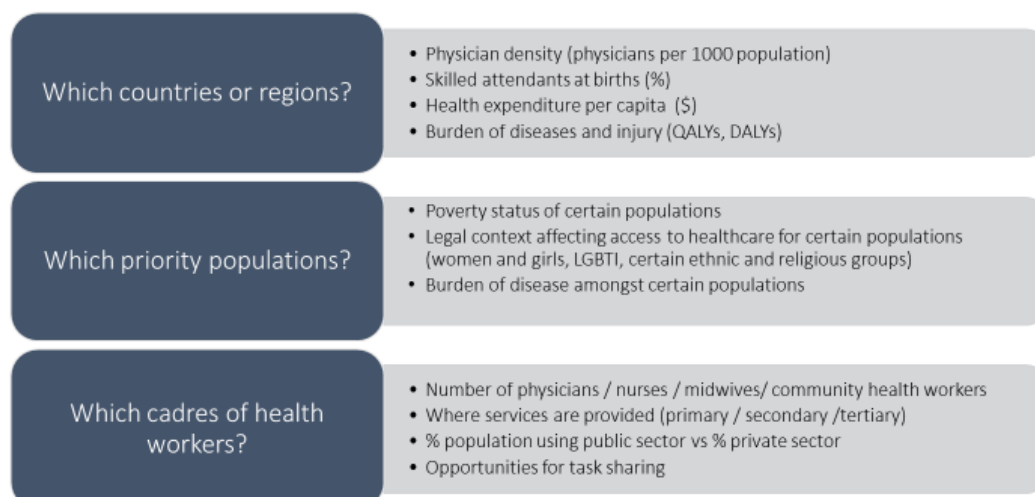 Which countries or regions?
• Physician density (physicians per 1000 population)
• Skilled attendants at births (%)
• Health expenditure per capita ($)
• Burden of diseases and injury (QALYs, DALYs)
Which priority populations?
• Poverty status of certain populations
• Legal context affecting access to healthcare for certain populations
(women and girls, LGBTI, certain ethnic and religious groups)
• Burden of disease amongst certain populations
Which cadres of health
workers?
• Number of physicians / nurses / midwives/ community health workers
• Where services are provided (primary / secondary /tertiary)
• % population using public sector vs % private sector
• Opportunities for task sharing